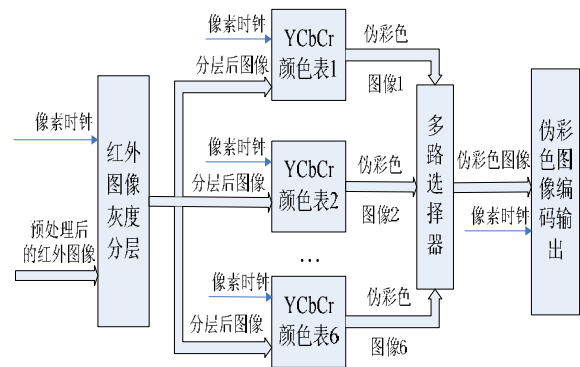 像素时钟
YCbCr
颜色表1
伪彩色
图像1
分层后图像
像素时钟
红外
图像
灰度
分层
预处理后
的红外图像
像素时钟
YCbCr
颜色表2
分层后图像
伪彩色
图像2
多
路
选
择
器
伪彩色图像
像素时钟
伪彩
色图
像编
码输
出
...
像素时钟
YCbCr
颜色表6
分层后图像
伪彩色
图像6